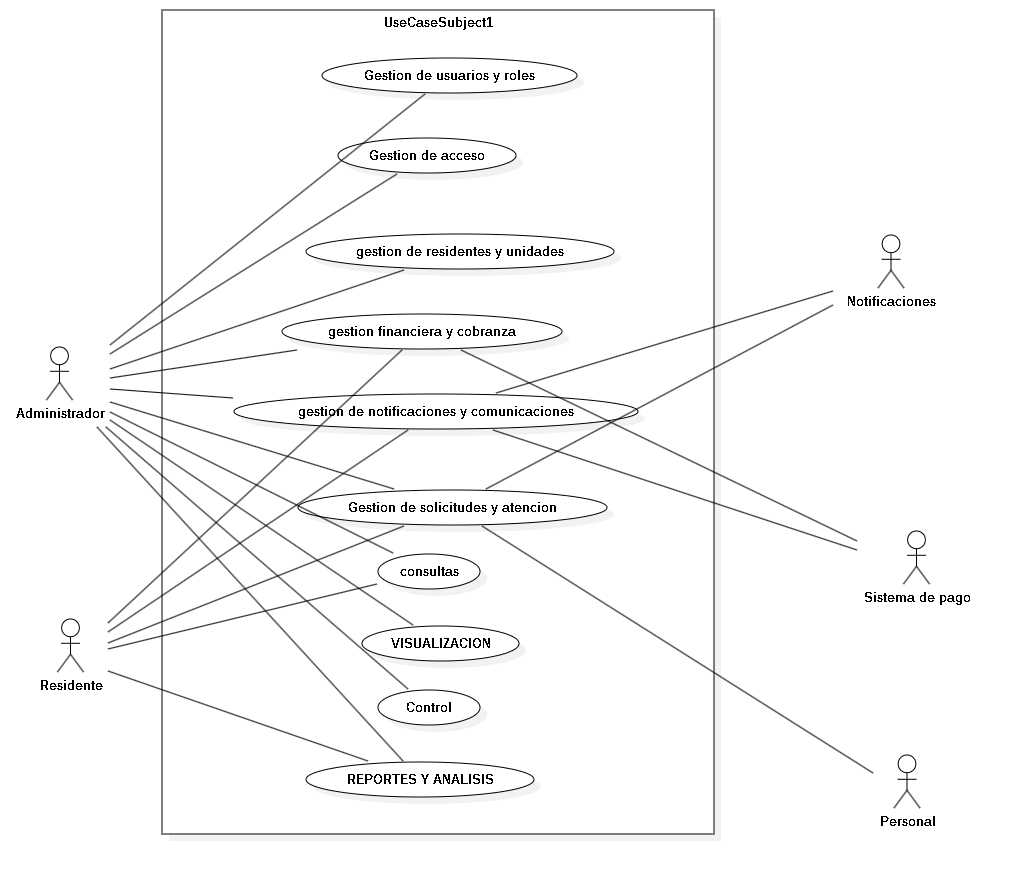 UseCaseSubject1
Gestion de usuarios y roles
Gestion de acceso
gestion de residentes y unidades
Notificaciones
gestion financiera y cobranza
Administrador
gestion de notificaciones y comunicaciones
Gestion de solicitudes y atencion
consultas
Sistema de pago
VISUALIZACION
Residente
Control
REPORTES Y ANALISIS
Personal